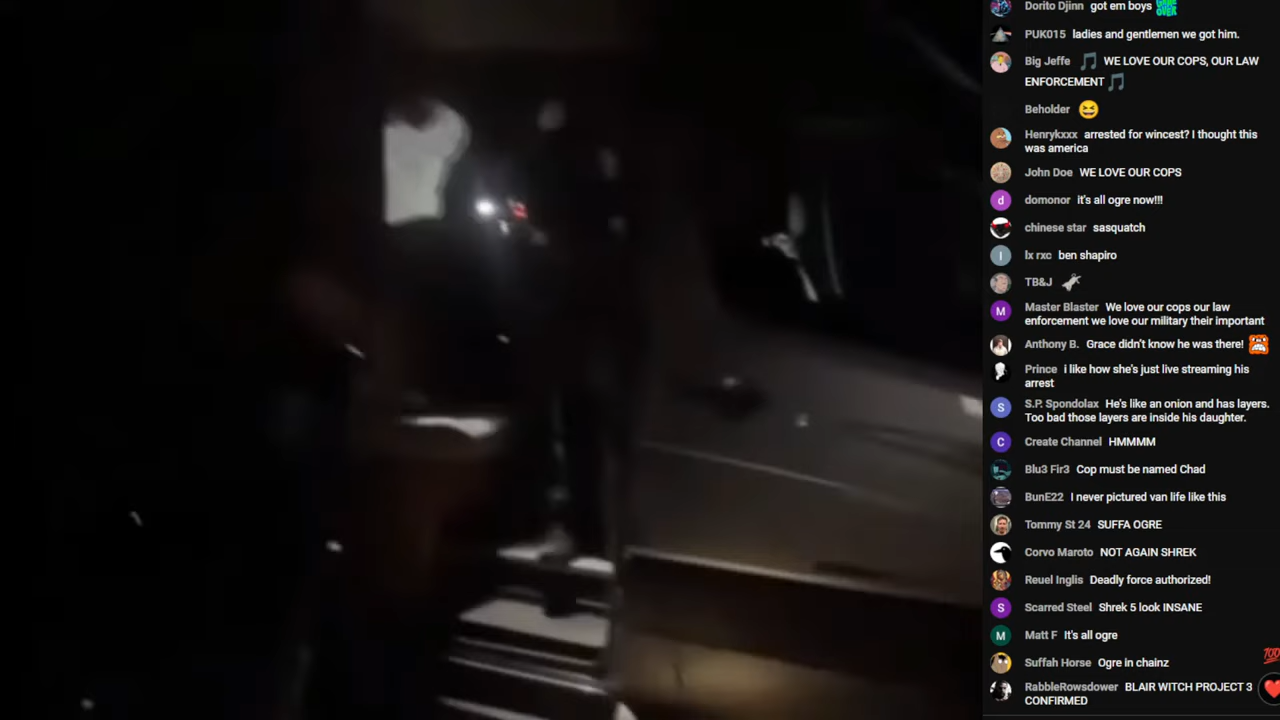 Dorito Djinn got em boys
PUK015 ladies and gentlemen we got him.
Big Jeffe 🎵 WE LOVE OUR COPS, OUR LAW
ENFORCEMENT 🎵
Beholder 😆
Henrykxxx arrested for wincest? I thought this
was america
John Doe WE LOVE OUR COPS
d
domonor it's all ogre now!!!
chinese star sasquatch
I
lx rxc ben shapiro
TB&J
M
Master Blaster We love our cops our law
enforcement we love our military their important
Anthony B. Grace didn't know he was there!
Prince i like how she's just live streaming his
arrest
S
S.P. Spondolax He's like an onion and has layers.
Too bad those layers are inside his daughter.
C
Create Channel HMMMM
Blu3 Fir3 Cop must be named Chad
BunE22 I never pictured van life like this
Tommy St 24 SUFFA OGRE
Corvo Maroto NOT AGAIN SHREK
Reuel Inglis Deadly force authorized!
S
Scarred Steel Shrek 5 look INSANE
M
Matt F It's all ogre
Suffah Horse Ogre in chainz
100
RabbleRowsdower BLAIR WITCH PROJECT 3
CONFIRMED